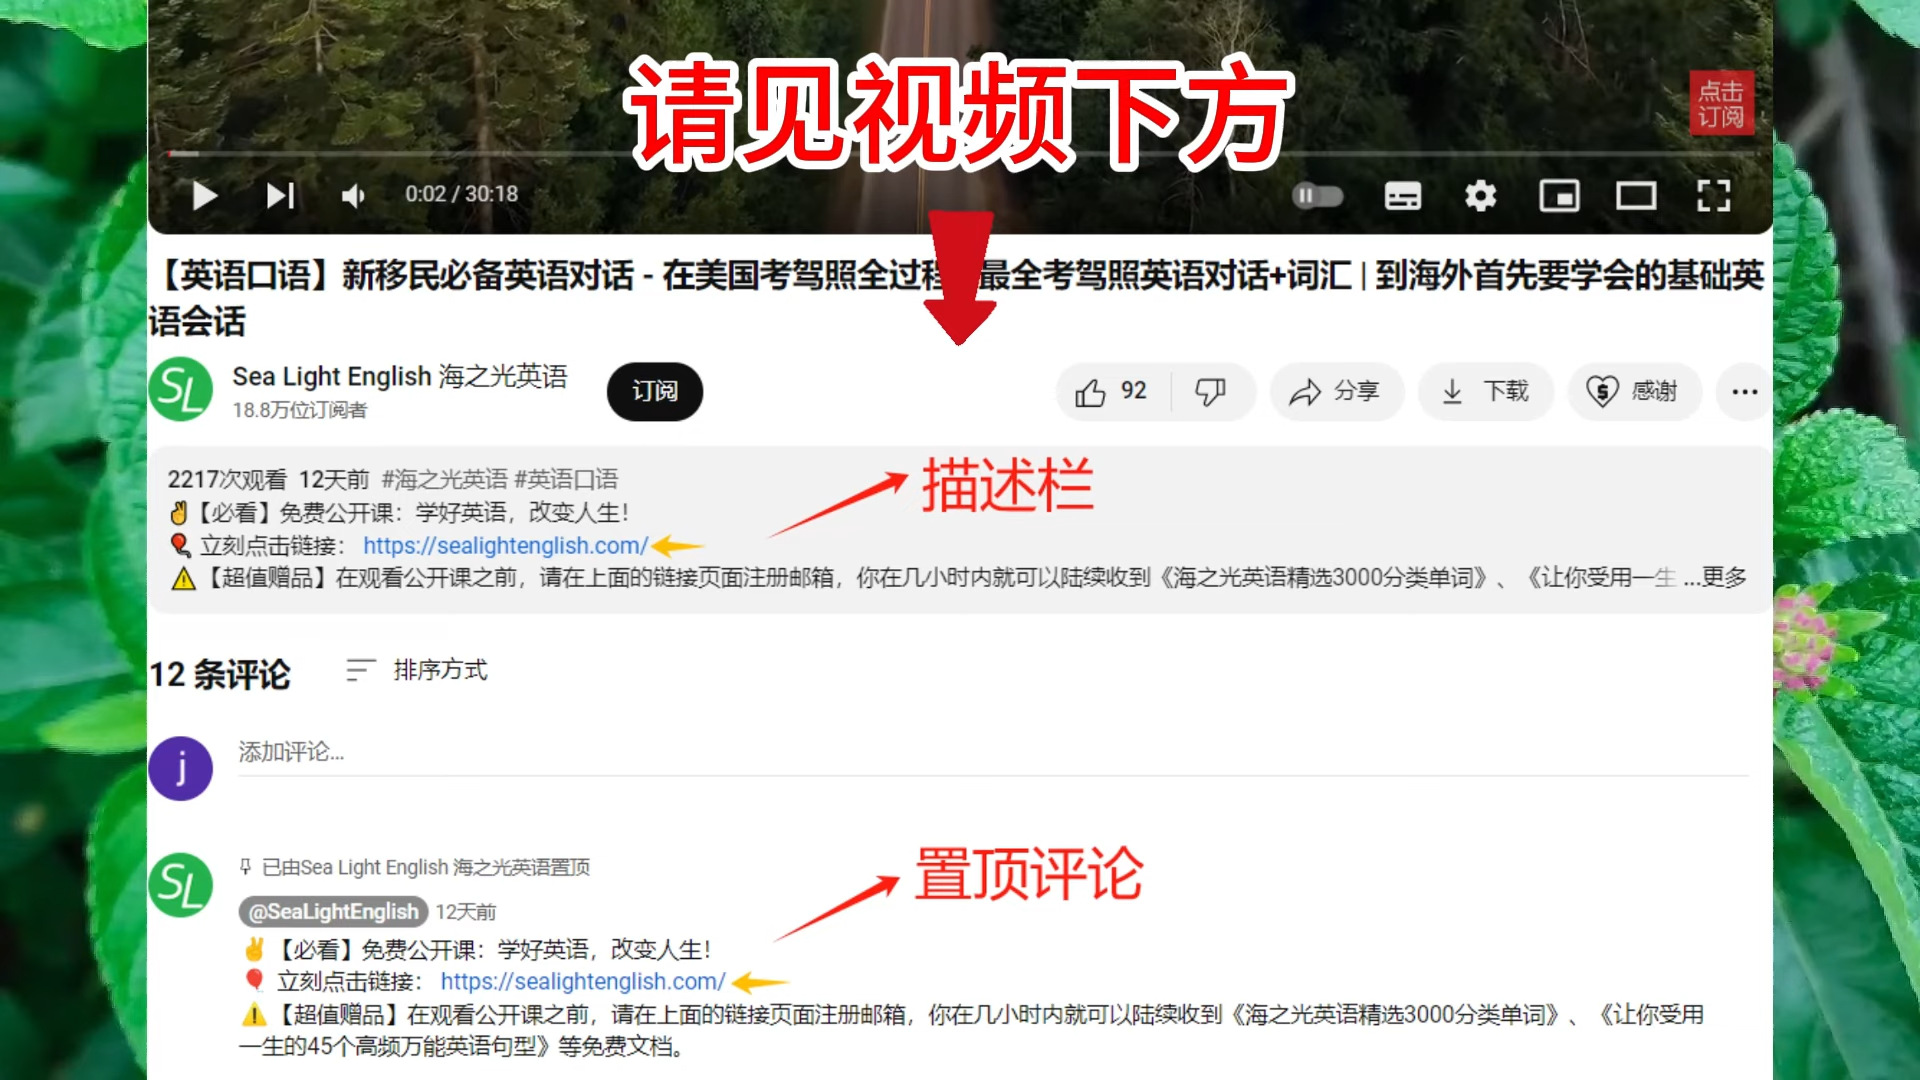 请见视频下方
点击
订阅
0:02 / 30:18
【英语口语】新移民必备英语对话 - 在美国考驾照全过程 最全考驾照英语对话+词汇 | 到海外首先要学会的基础英
语会话
SL
Sea Light English 海之光英语
18.8万位订阅者
订阅
92
分享
下载
感谢
描述栏
2217次观看 12天前 #海之光英语 #英语口语
【必看】免费公开课：学好英语，改变人生！
立刻点击链接： https://sealightenglish.com/
【超值赠品】在观看公开课之前，请在上面的链接页面注册邮箱，你在几小时内就可以陆续收到《海之光英语精选3000分类单词》、《让你受用一生 ...更多
12 条评论
排序方式
j
添加评论...
置顶评论
SL
已由Sea Light English 海之光英语置顶
@SeaLightEnglish 12天前
【必看】免费公开课：学好英语，改变人生！
立刻点击链接： https://sealightenglish.com/
【超值赠品】在观看公开课之前，请在上面的链接页面注册邮箱，你在几小时内就可以陆续收到《海之光英语精选3000分类单词》、《让你受用
一生的45个高频万能英语句型》等免费文档。